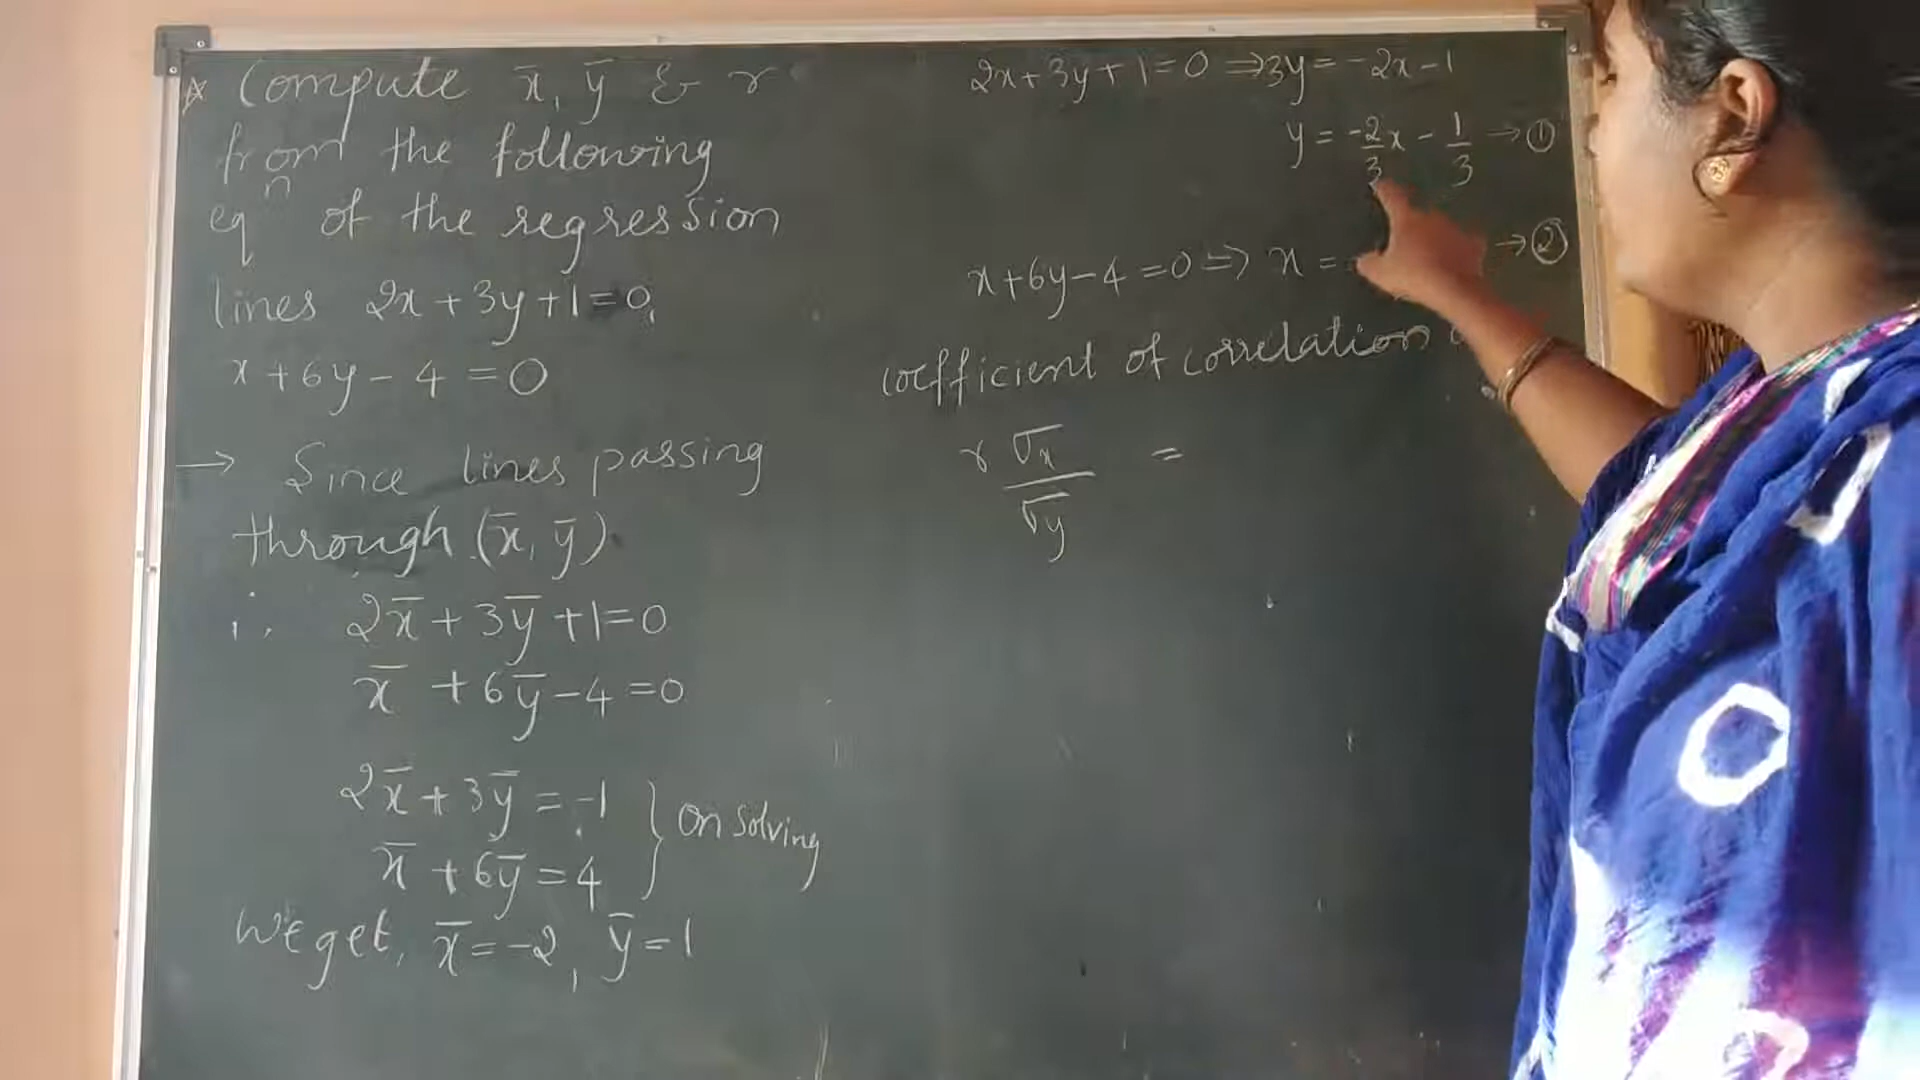 * Compute x̄, ȳ & r
from the following
eqⁿ of the regression
lines 2x + 3y + 1 = 0,
x + 6y - 4 = 0
→ Since lines passing
through (x̄, ȳ)
∴ 2x̄ + 3ȳ + 1 = 0
x̄ + 6ȳ - 4 = 0
2x̄ + 3ȳ = -1
x̄ + 6ȳ = 4 } on solving
We get, x̄ = -2, ȳ = 1
2x + 3y + 1 = 0 ⇒ 3y = -2x - 1
y = -2/3 x - 1/3 → ①
x + 6y - 4 = 0 ⇒ x = → ②
coefficient of correlation
r σx/σy =